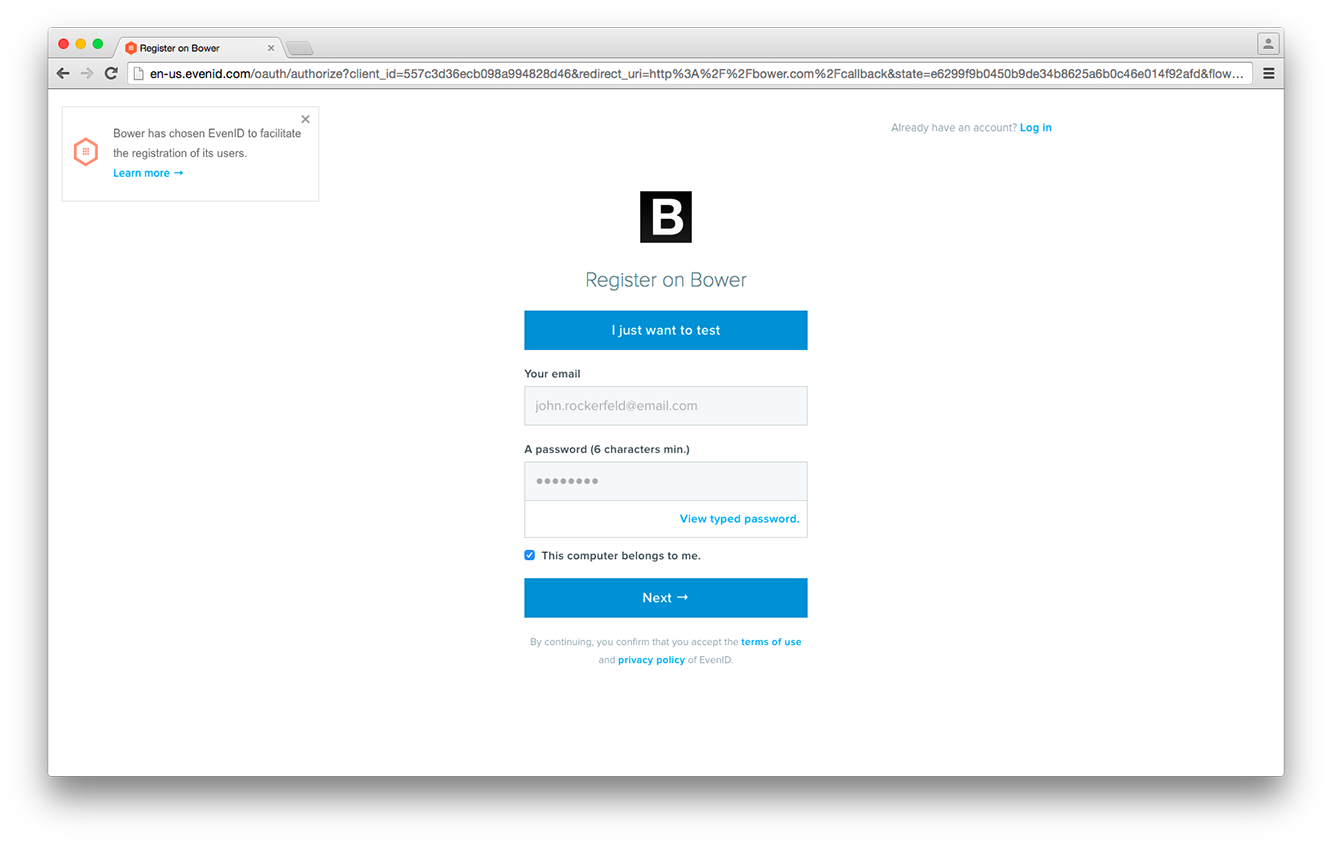 Register on Bower
en-us.evenid.com/oauth/authorize?client_id=557c3d36ecb098a994828d46&redirect_uri=http%3A%2F%2Fbower.com%2Fcallback&state=e6299f9b0450b9de34b8625a6b0c46e014f92afd&flow…
Bower has chosen EvenID to facilitate
the registration of its users.
Learn more →
Already have an account? Log in
B
Register on Bower
I just want to test
Your email
john.rockerfeld@email.com
A password (6 characters min.)
••••••••
View typed password.
This computer belongs to me.
Next →
By continuing, you confirm that you accept the terms of use
and privacy policy of EvenID.